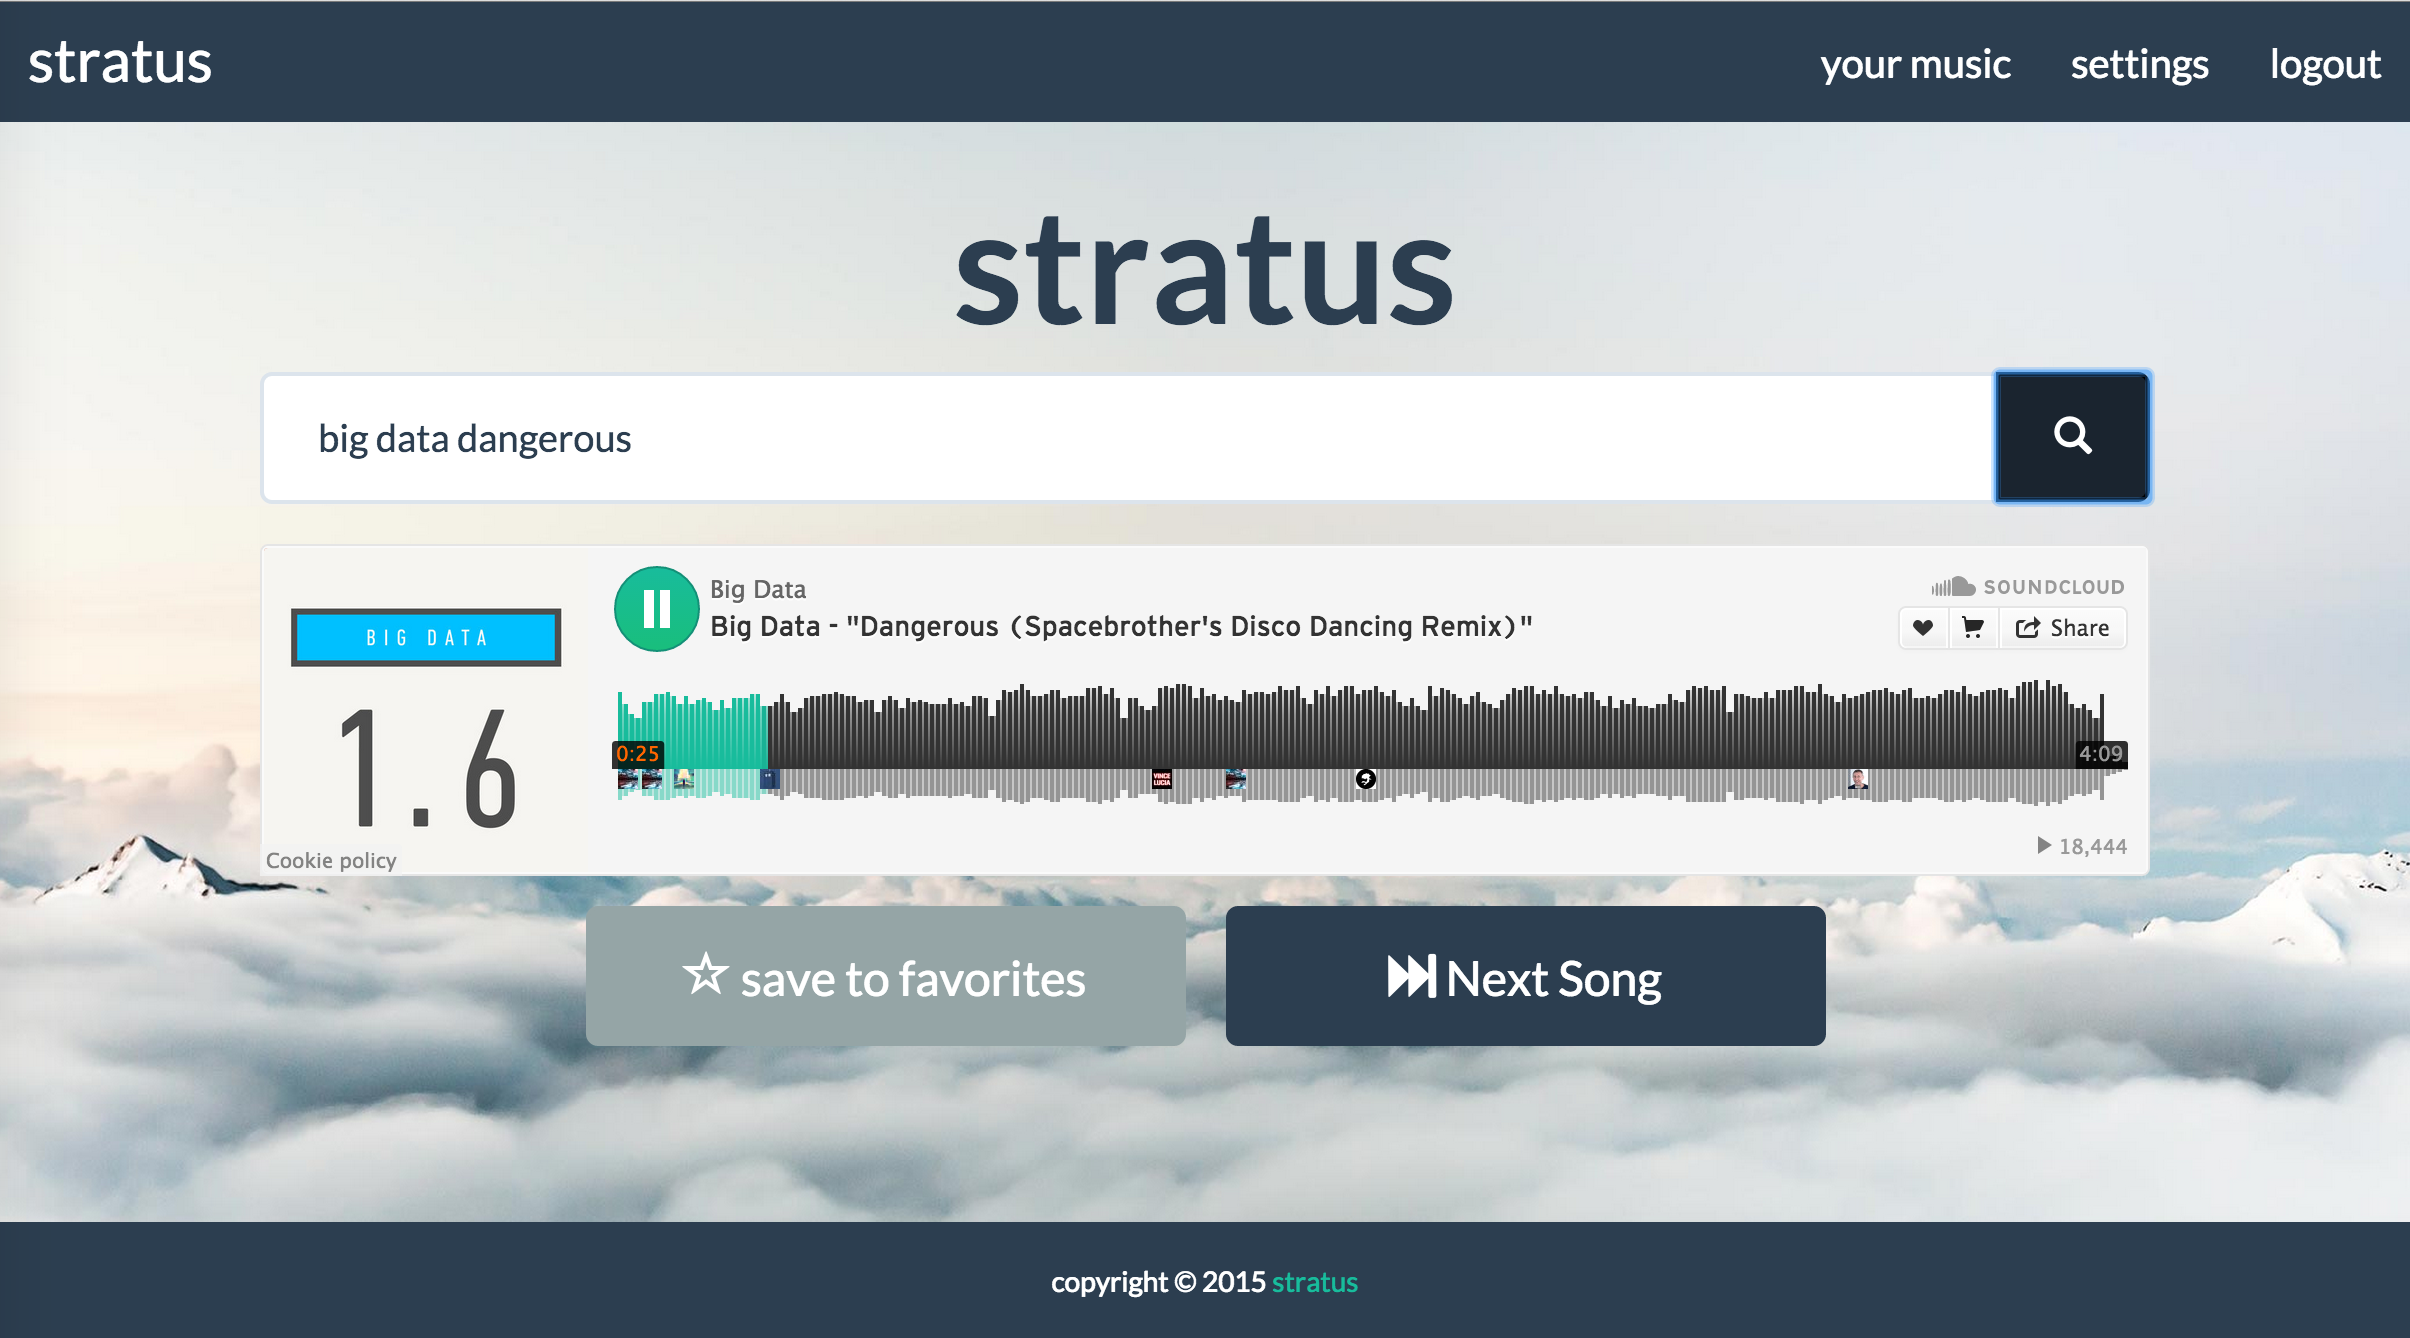 stratus
your music
settings
logout
stratus
big data dangerous
BIG DATA
1.6
Cookie policy
Big Data
Big Data - "Dangerous (Spacebrother's Disco Dancing Remix)"
SOUNDCLOUD
Share
0:25
4:09
VINCE
LUCIA
18,444
save to favorites
Next Song
copyright © 2015 stratus